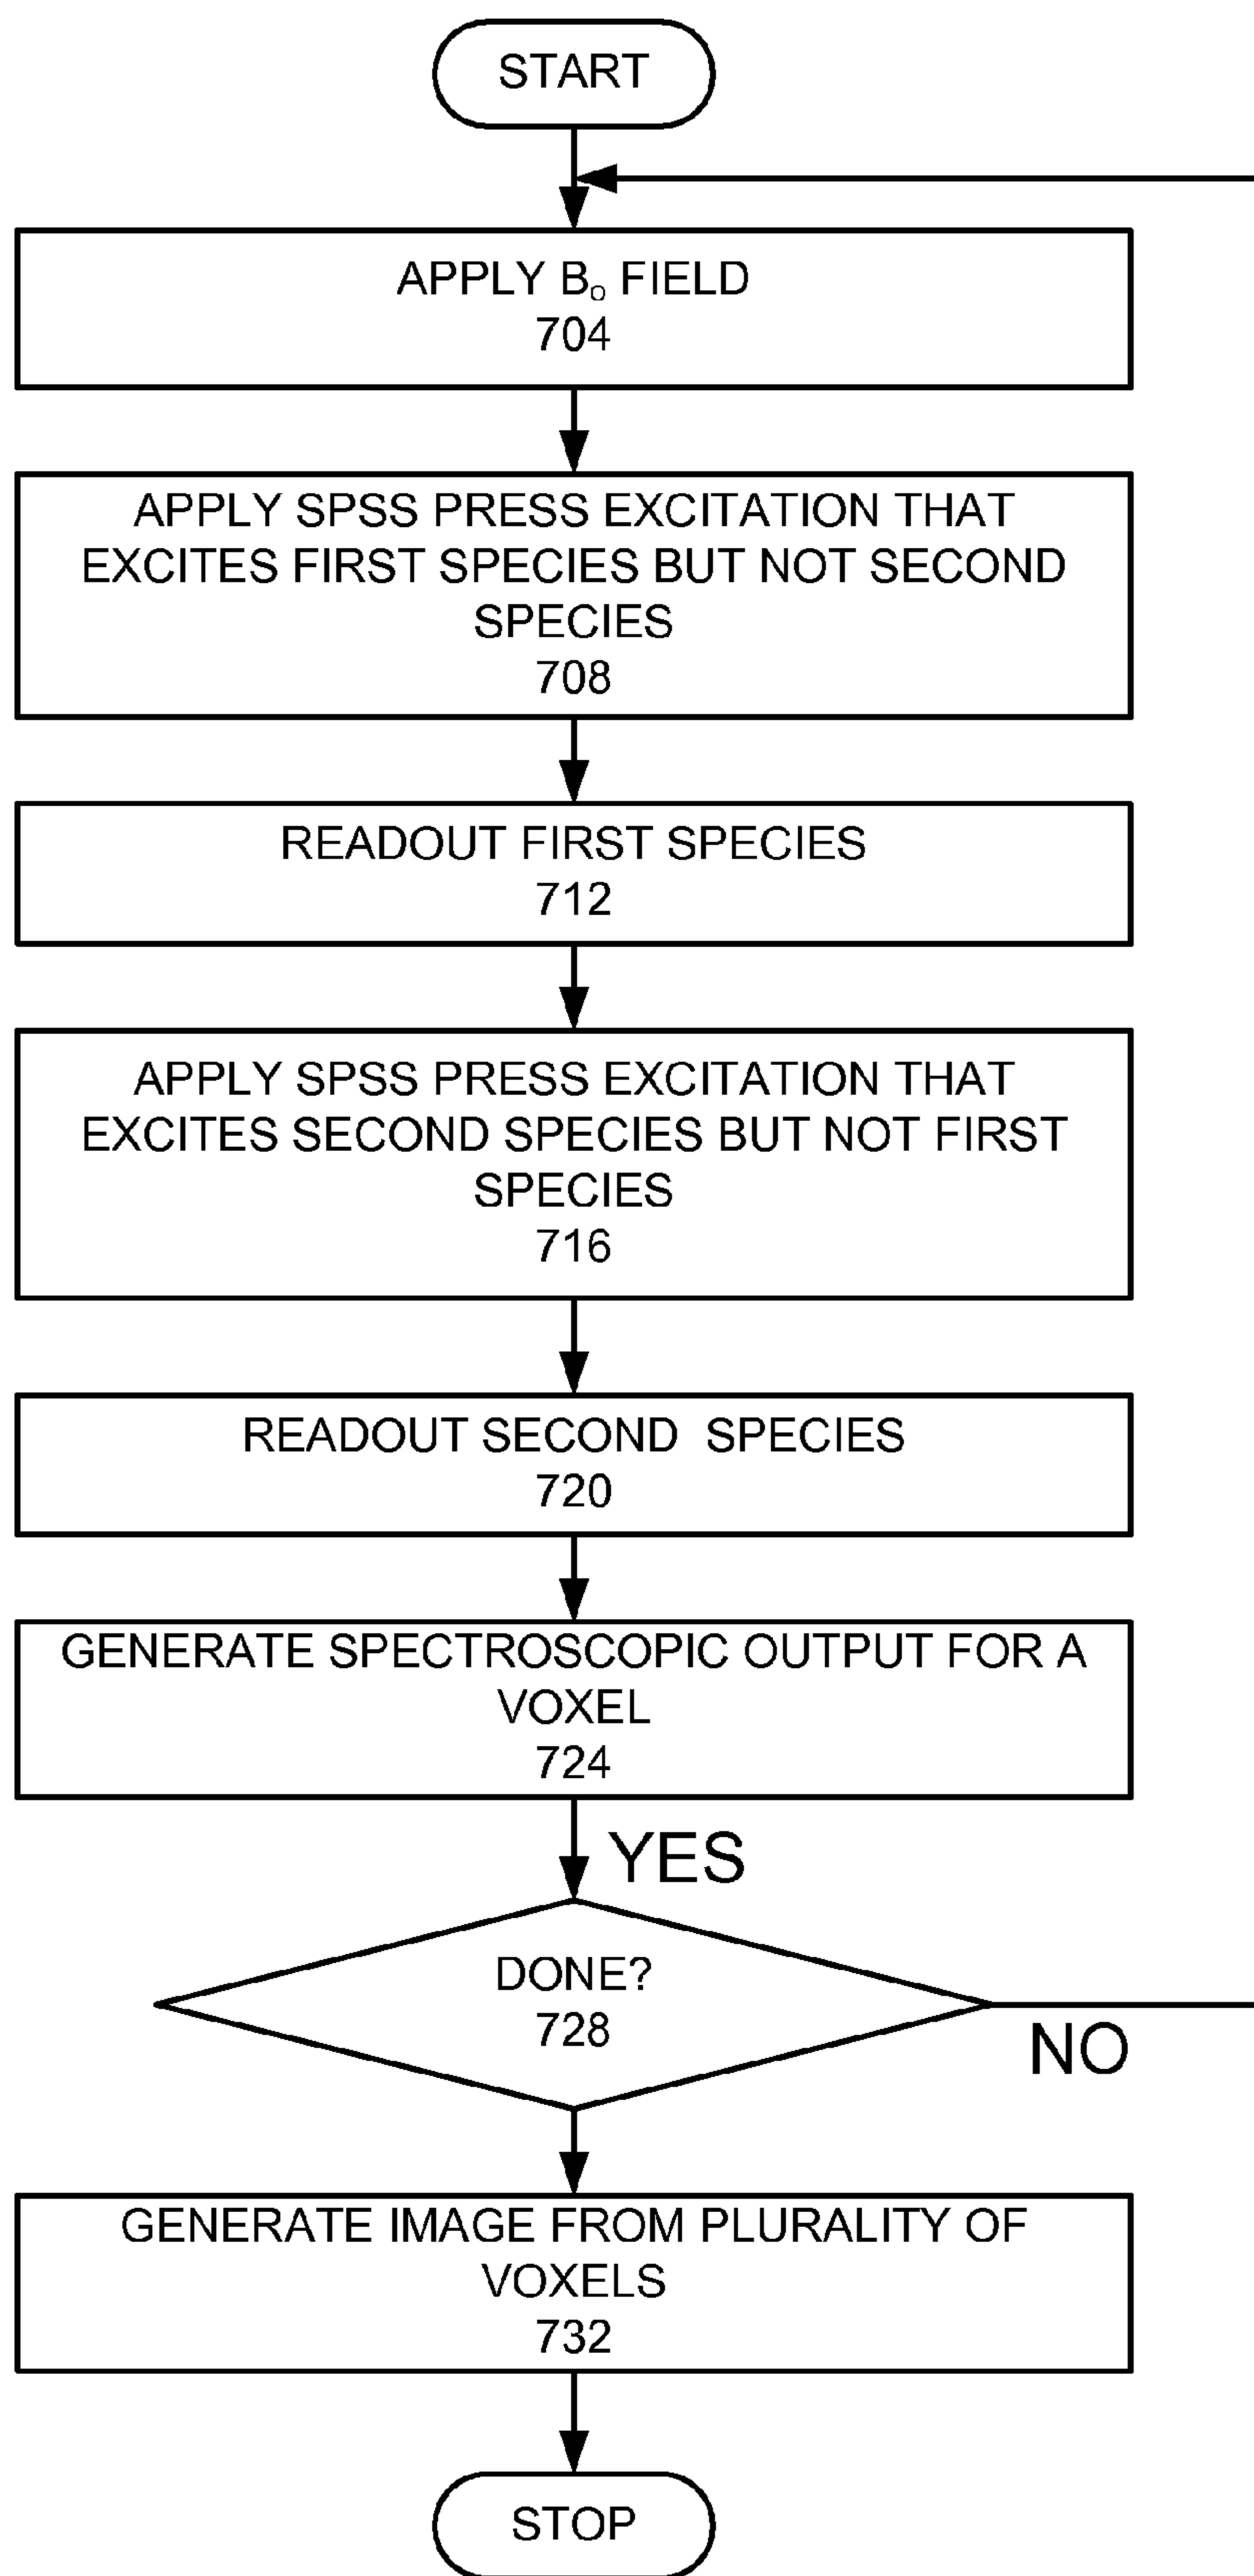 START
APPLY Bo FIELD
704
APPLY SPSS PRESS EXCITATION THAT
EXCITES FIRST SPECIES BUT NOT SECOND
SPECIES
708
READOUT FIRST SPECIES
712
APPLY SPSS PRESS EXCITATION THAT
EXCITES SECOND SPECIES BUT NOT FIRST
SPECIES
716
READOUT SECOND SPECIES
720
GENERATE SPECTROSCOPIC OUTPUT FOR A
VOXEL
724
YES
DONE?
728
NO
GENERATE IMAGE FROM PLURALITY OF
VOXELS
732
STOP